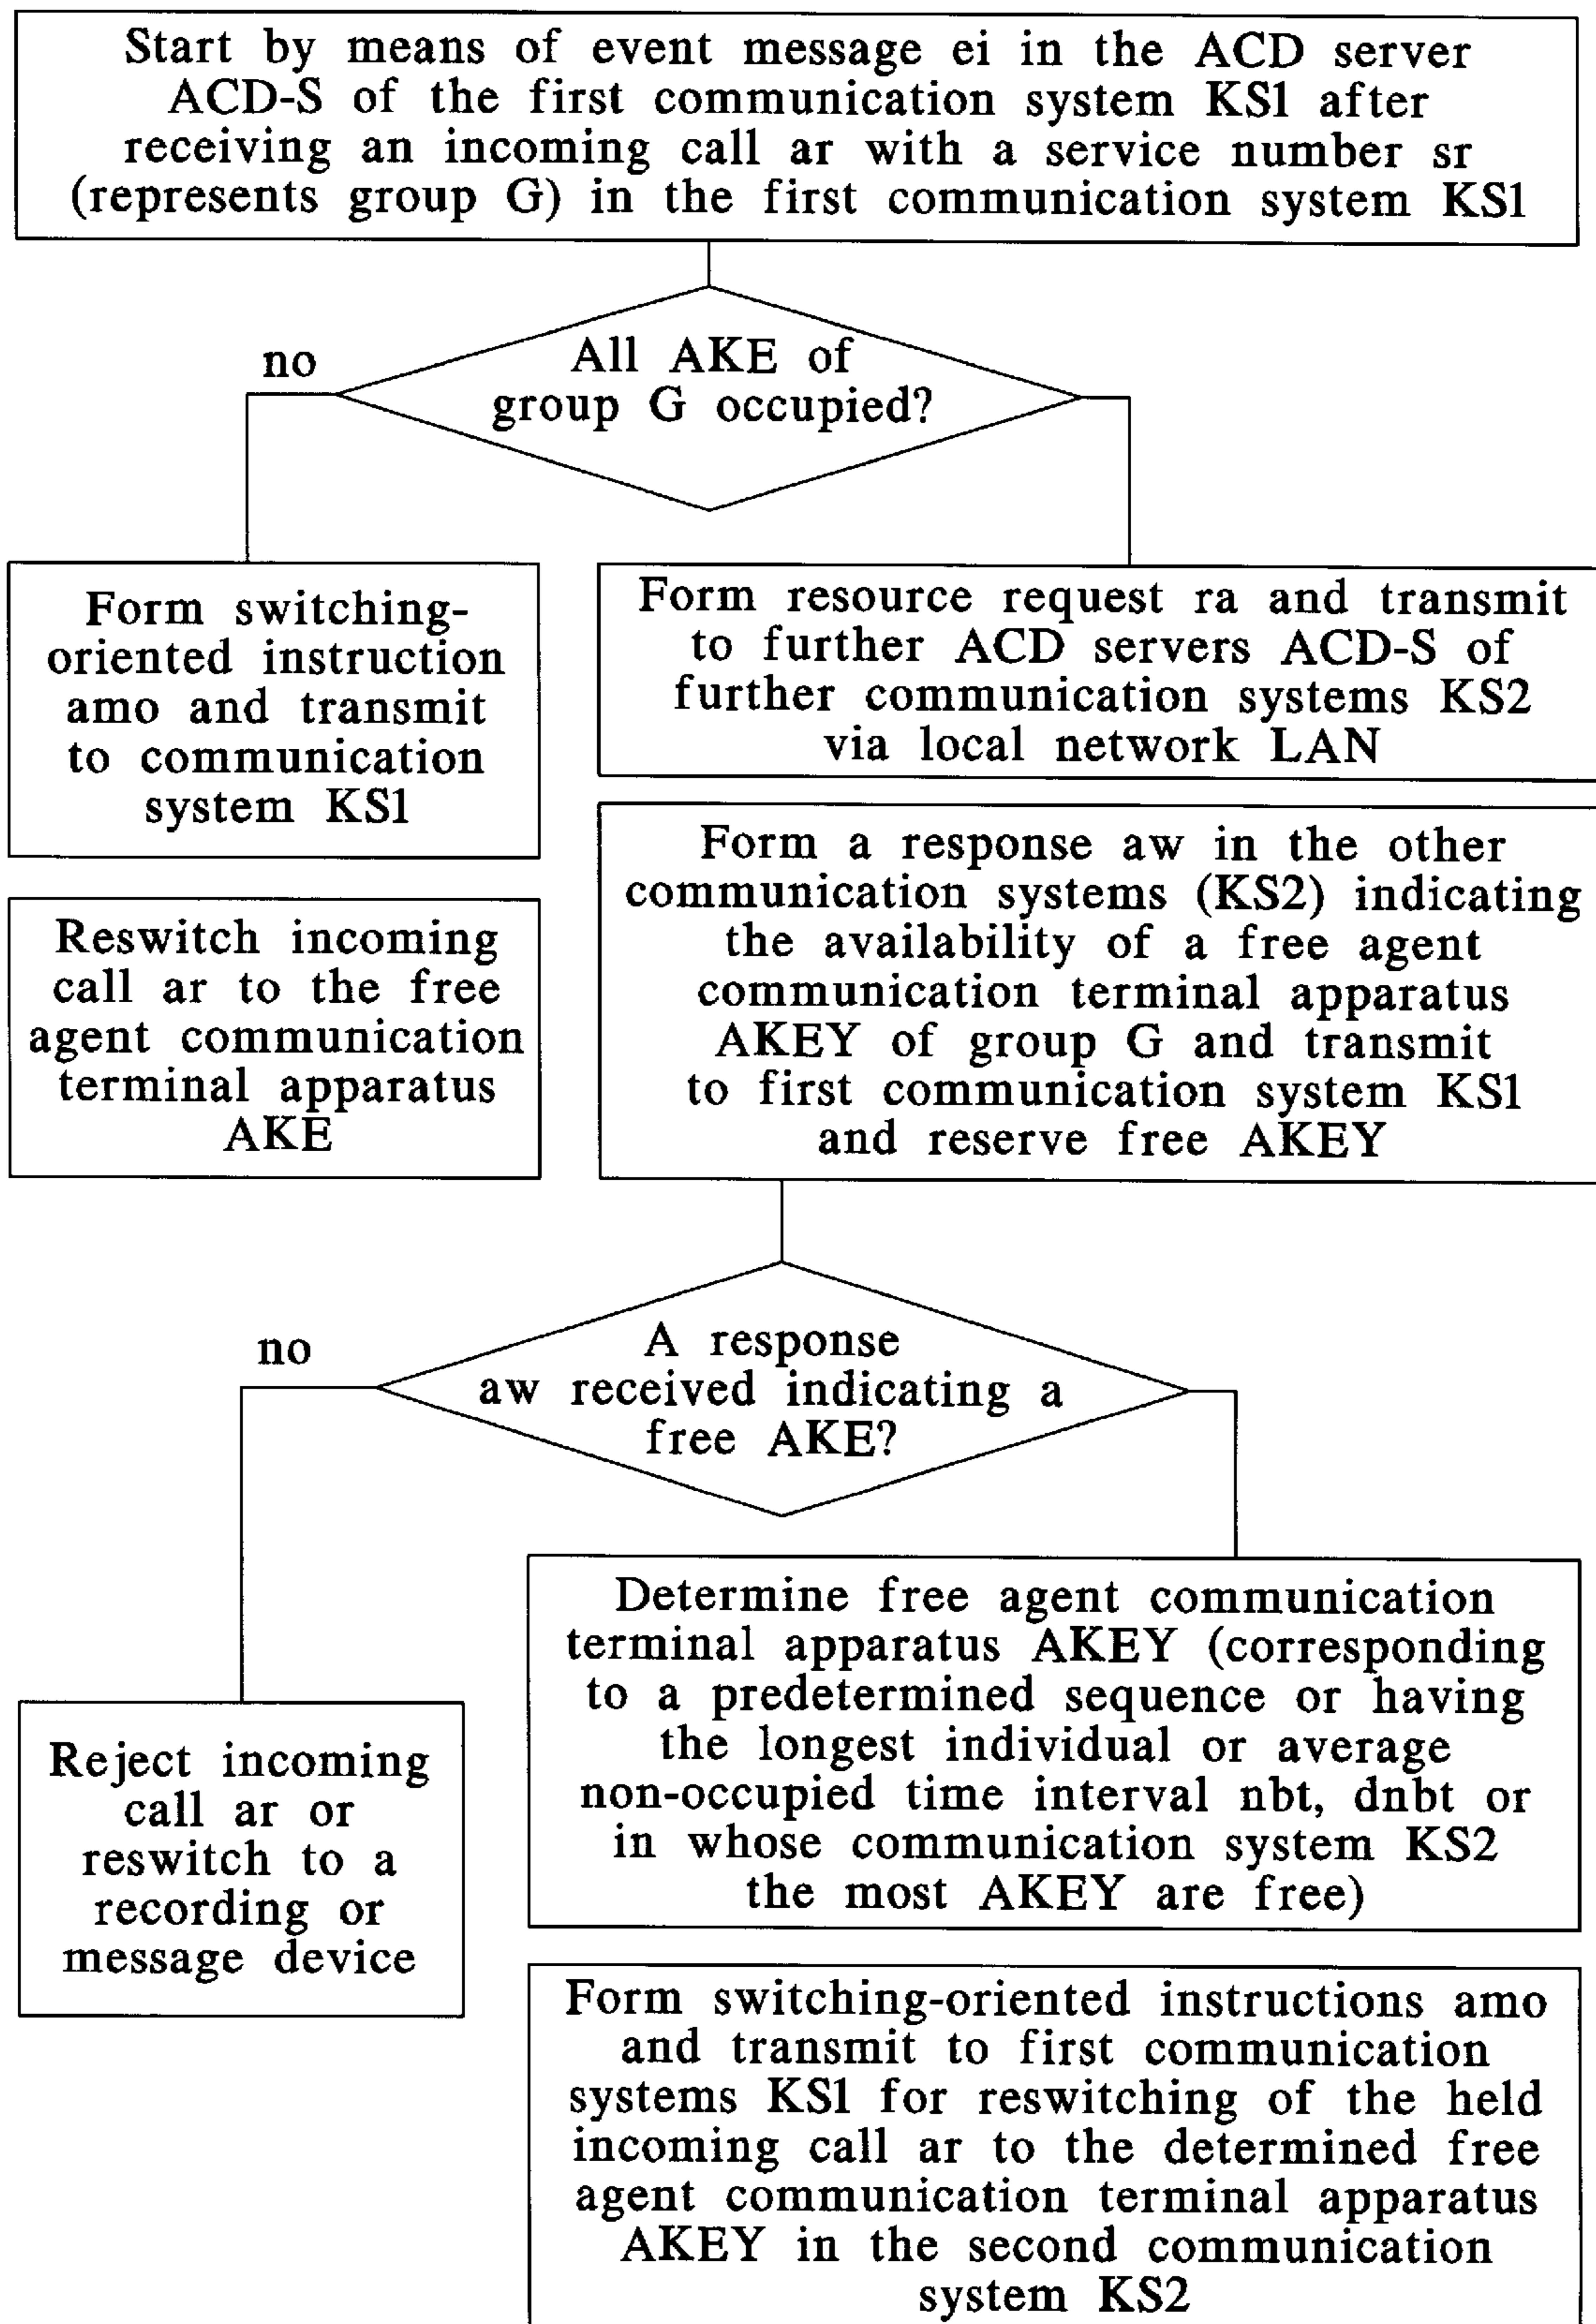 Start by means of event message ei in the ACD server
ACD-S of the first communication system KS1 after
receiving an incoming call ar with a service number sr
(represents group G) in the first communication system KS1
no
All AKE of
group G occupied?
Form switching-
oriented instruction
amo and transmit
to communication
system KS1
Form resource request ra and transmit
to further ACD servers ACD-S of
further communication systems KS2
via local network LAN
Reswitch incoming
call ar to the free
agent communication
terminal apparatus
AKE
Form a response aw in the other
communication systems (KS2) indicating
the availability of a free agent
communication terminal apparatus
AKEY of group G and transmit
to first communication system KS1
and reserve free AKEY
no
A response
aw received indicating a
free AKE?
Reject incoming
call ar or
reswitch to a
recording or
message device
Determine free agent communication
terminal apparatus AKEY (corresponding
to a predetermined sequence or having
the longest individual or average
non-occupied time interval nbt, dnbt or
in whose communication system KS2
the most AKEY are free)
Form switching-oriented instructions amo
and transmit to first communication
systems KS1 for reswitching of the held
incoming call ar to the determined free
agent communication terminal apparatus
AKEY in the second communication
system KS2